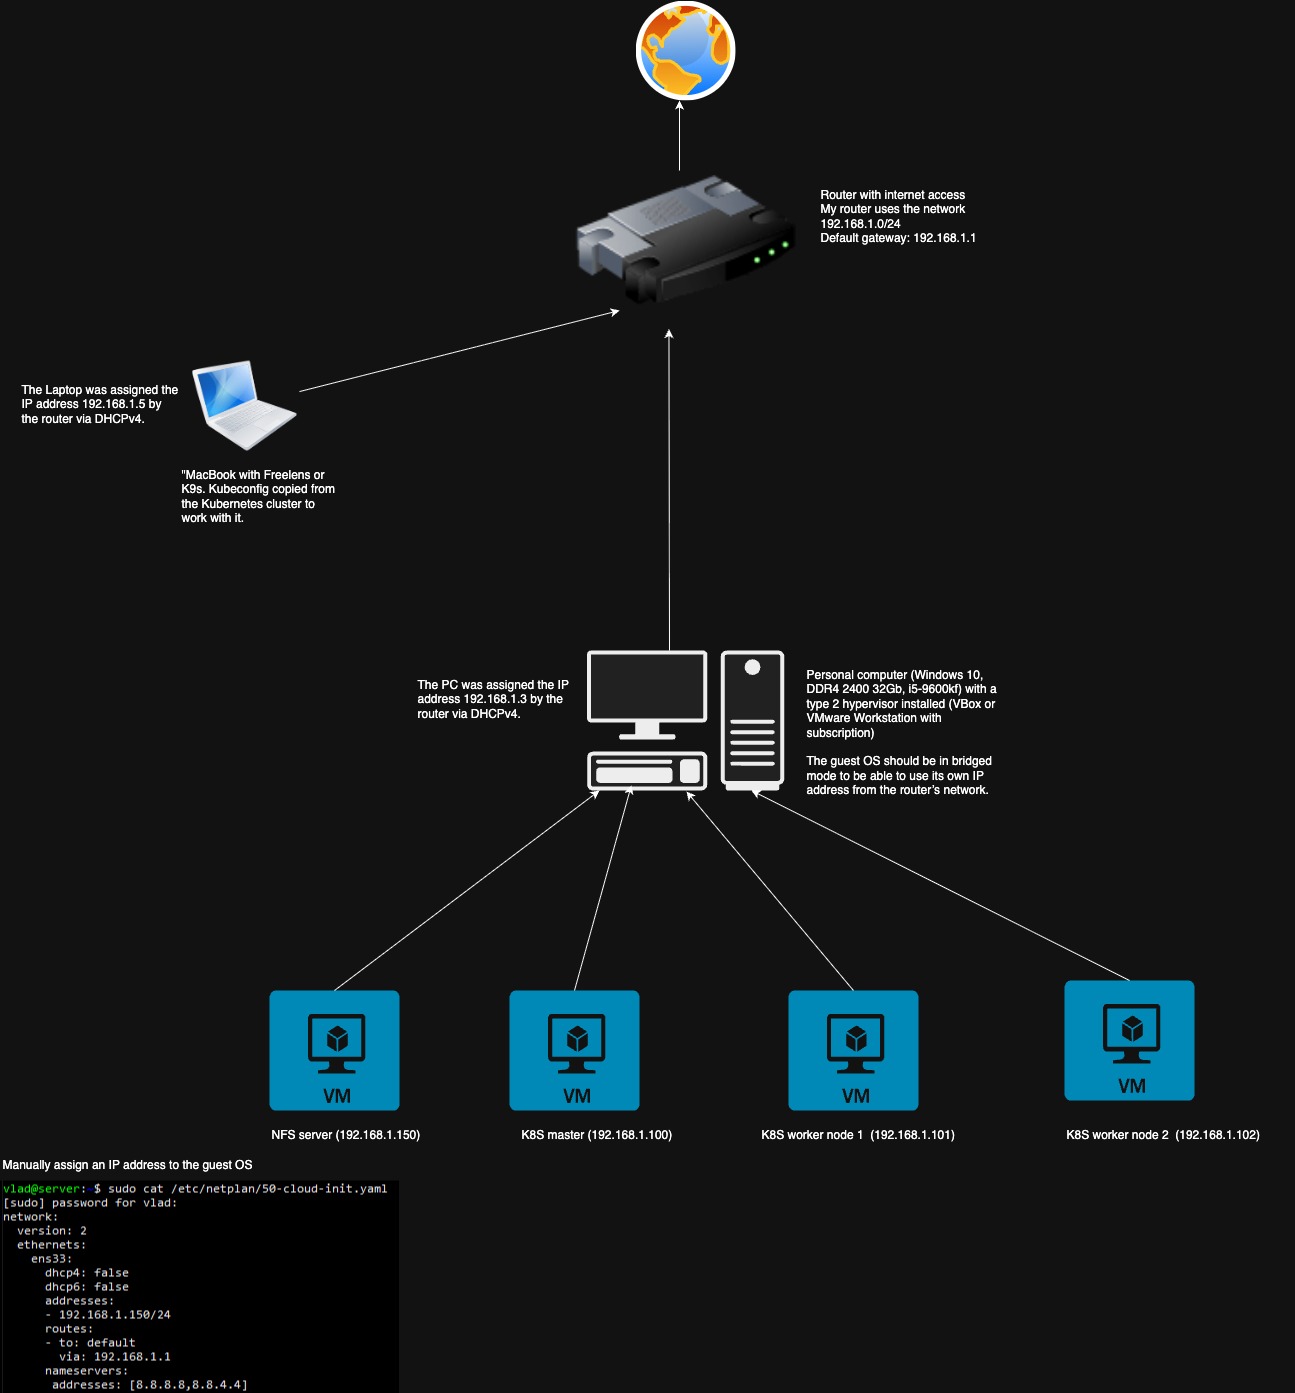 Router with internet access
My router uses the network
192.168.1.0/24
Default gateway: 192.168.1.1
The Laptop was assigned the
IP address 192.168.1.5 by
the router via DHCPv4.
"MacBook with Freelens or
K9s. Kubeconfig copied from
the Kubernetes cluster to
work with it.
The PC was assigned the IP
address 192.168.1.3 by the
router via DHCPv4.
Personal computer (Windows 10,
DDR4 2400 32Gb, i5-9600kf) with a
type 2 hypervisor installed (VBox or
VMware Workstation with
subscription)
The guest OS should be in bridged
mode to be able to use its own IP
address from the router's network.
VM
VM
VM
VM
NFS server (192.168.1.150)
K8S master (192.168.1.100)
K8S worker node 1 (192.168.1.101)
K8S worker node 2 (192.168.1.102)
Manually assign an IP address to the guest OS
vlad@server:~$ sudo cat /etc/netplan/50-cloud-init.yaml
[sudo] password for vlad:
network:
  version: 2
  ethernets:
    ens33:
      dhcp4: false
      dhcp6: false
      addresses:
      - 192.168.1.150/24
      routes:
      - to: default
        via: 192.168.1.1
      nameservers:
       addresses: [8.8.8.8,8.8.4.4]